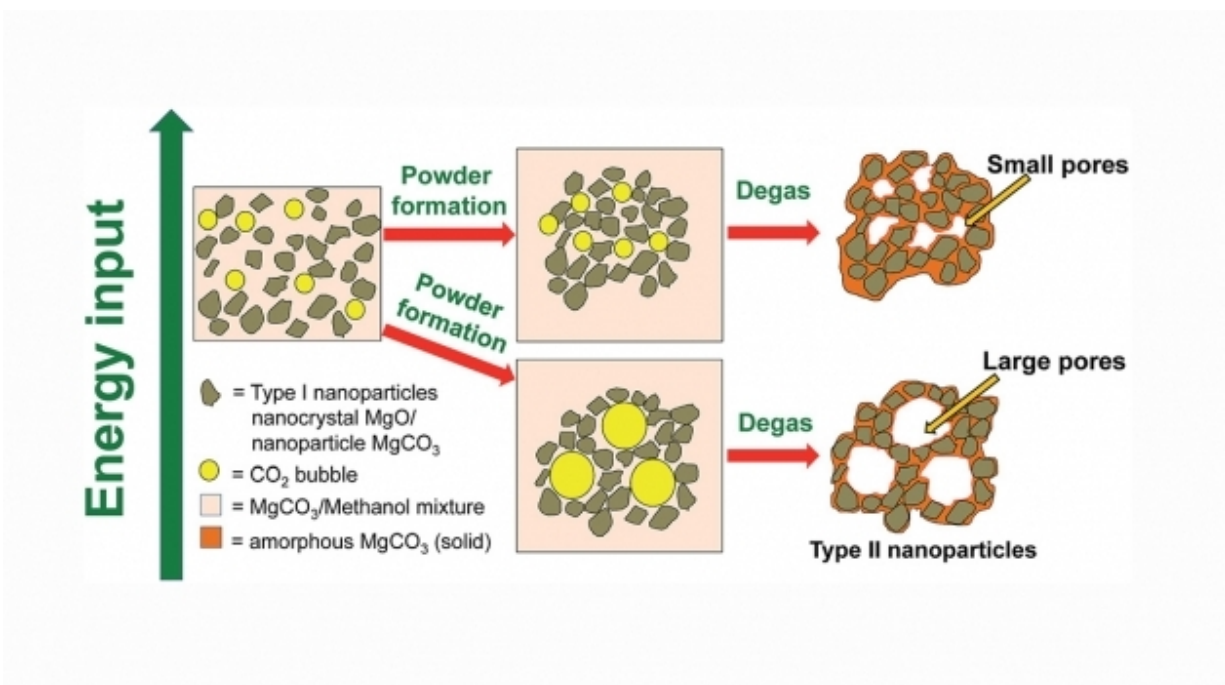 Energy input
Powder
formation
Degas
Small pores
Powder
formation
= Type I nanoparticles
nanocrystal MgO/
nanoparticle MgCO₃
= CO₂ bubble
= MgCO₃/Methanol mixture
= amorphous MgCO₃ (solid)
Degas
Large pores
Type II nanoparticles